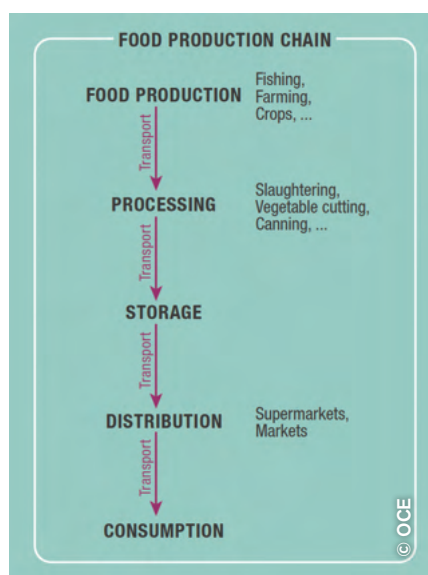 FOOD PRODUCTION CHAIN
FOOD PRODUCTION
Fishing,
Farming,
Crops, ...
Transport
PROCESSING
Slaughtering,
Vegetable cutting,
Canning, ...
Transport
STORAGE
Transport
DISTRIBUTION
Supermarkets,
Markets
Transport
CONSUMPTION
© OCE